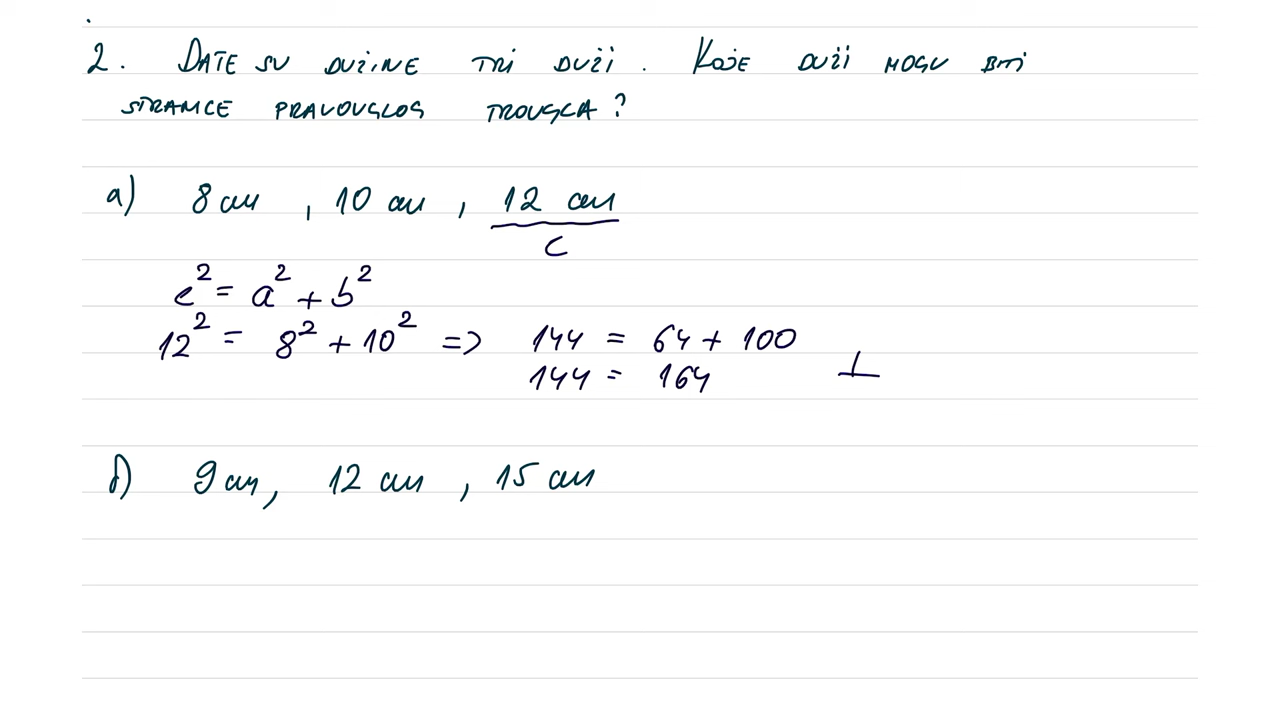 2. DATE SU DUŽINE TRI DUŽI. KOJE DUŽI MOGU BITI
STRANICE PRAVOUGLOG TROUGLA?
a) 8 cm, 10 cm, 12 cm
c
c² = a² + b²
12² = 8² + 10² => 144 = 64 + 100
144 = 164 ⊥
б) 9 cm, 12 cm, 15 cm